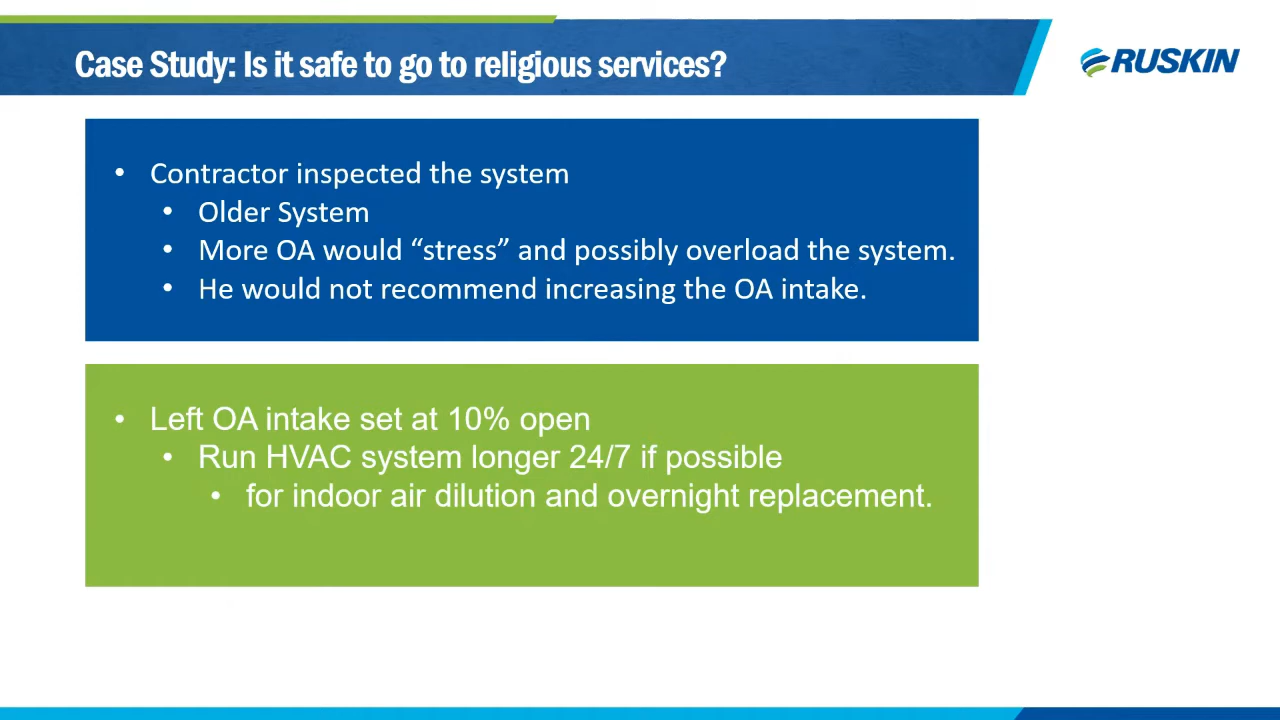 Case Study: Is it safe to go to religious services?
RUSKIN
• Contractor inspected the system
• Older System
• More OA would “stress” and possibly overload the system.
• He would not recommend increasing the OA intake.
• Left OA intake set at 10% open
• Run HVAC system longer 24/7 if possible
• for indoor air dilution and overnight replacement.